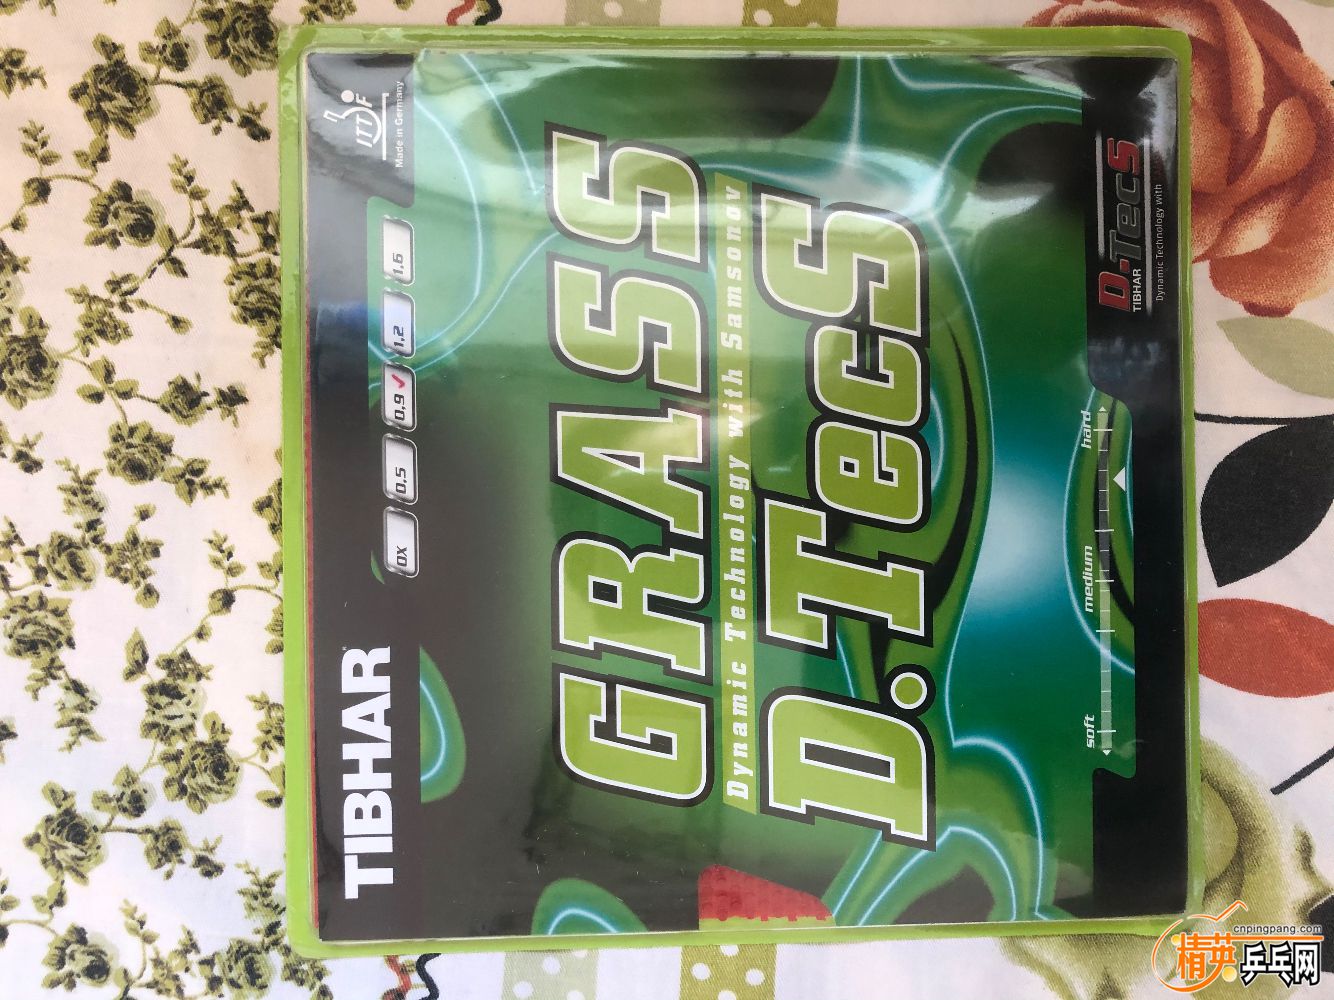 TIBHAR
OX 0,5 0,9 ✓ 1,2 1,6
ITTF
Made in Germany
GRASS
Dynamic Technology with Samsonov
D.TecS
soft medium hard
D.TecS
TIBHAR
Dynamic Technology with
cnpingpang.com
精英乒乓网